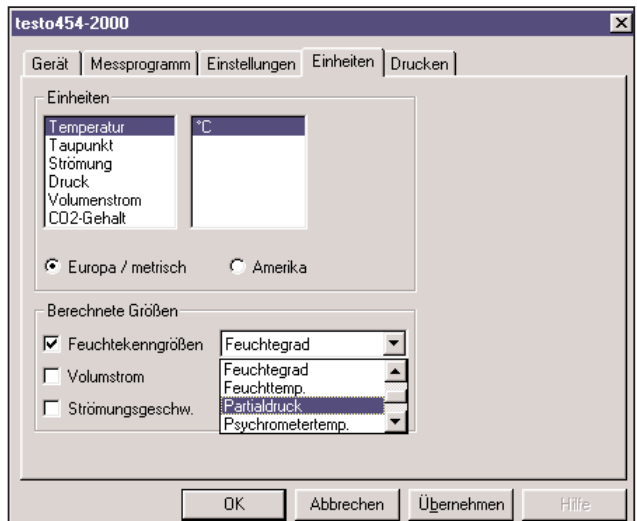 testo454-2000
Gerät Messprogramm Einstellungen Einheiten Drucken
Einheiten
Temperatur
Taupunkt
Strömung
Druck
Volumenstrom
CO2-Gehalt
°C
Europa / metrisch Amerika
Berechnete Größen
Feuchtekenngrößen Feuchtegrad
Volumstrom
Strömungsgeschw.
Feuchtegrad
Feuchttemp.
Partialdruck
Psychrometertemp.
OK Abbrechen Übernehmen Hilfe